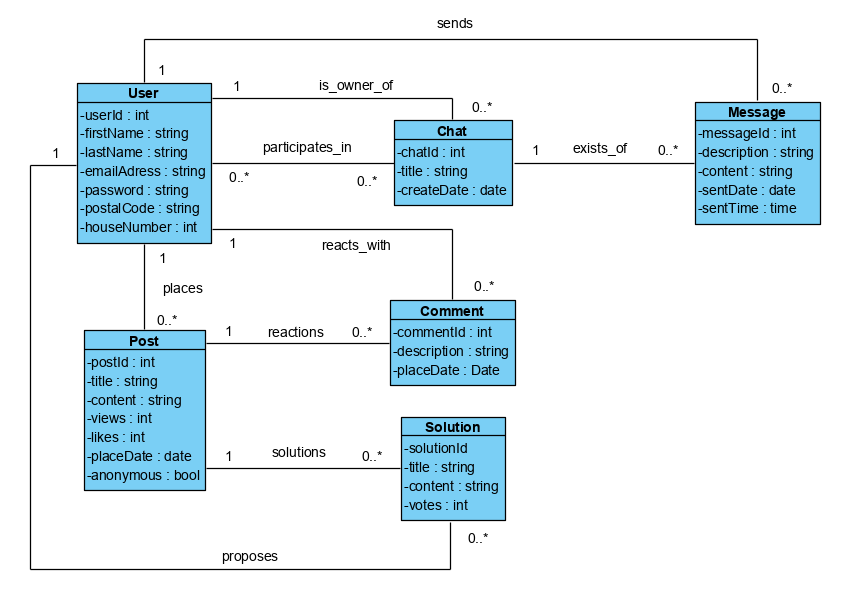 sends
1
0..*
User
-userId : int
-firstName : string
-lastName : string
-emailAdress : string
-password : string
-postalCode : string
-houseNumber : int
1
is_owner_of
0..*
participates_in
0..*
0..*
Chat
-chatId : int
-title : string
-createDate : date
1
exists_of
0..*
Message
-messageId : int
-description : string
-content : string
-sentDate : date
-sentTime : time
1
1
reacts_with
0..*
1
places
0..*
Post
-postId : int
-title : string
-content : string
-views : int
-likes : int
-placeDate : date
-anonymous : bool
1
reactions
0..*
Comment
-commentId : int
-description : string
-placeDate : Date
1
solutions
0..*
Solution
-solutionId
-title : string
-content : string
-votes : int
0..*
proposes